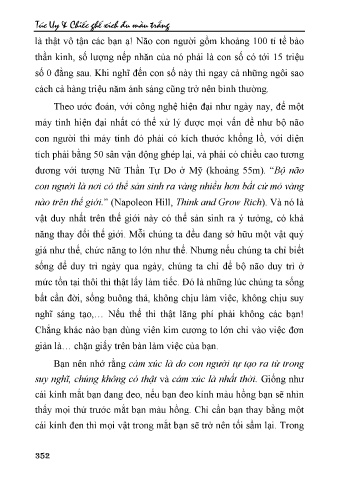 Túc Uy & Chiếc ghế xích đu màu trắng
là thật vô tận các bạn ạ! Não con người gồm khoảng 100 tỉ tế bào
thần kinh, số lượng nếp nhăn của nó phải là con số có tới 15 triệu
số 0 đằng sau. Khi nghĩ đến con số này thì ngay cả những ngôi sao
cách cả hàng triệu năm ánh sáng cũng trở nên bình thường.
Theo ước đoán, với công nghệ hiện đại như ngày nay, để một
máy tính hiện đại nhất có thể xử lý được mọi vấn đề như bộ não
con người thì máy tính đó phải có kích thước khổng lồ, với diện
tích phải bằng 50 sân vận động ghép lại, và phải có chiều cao tương
đương với tượng Nữ Thần Tự Do ở Mỹ (khoảng 55m). “Bộ não
con người là nơi có thể sản sinh ra vàng nhiều hơn bất cứ mỏ vàng
nào trên thế giới.” (Napoleon Hill, Think and Grow Rich). Và nó là
vật duy nhất trên thế giới này có thể sản sinh ra ý tưởng, có khả
năng thay đổi thế giới. Mỗi chúng ta đều đang sở hữu một vật quý
giá như thế, chức năng to lớn như thế. Nhưng nếu chúng ta chỉ biết
sống để duy trì ngày qua ngày, chúng ta chỉ để bộ não duy trì ở
mức tồn tại thôi thì thật lấy làm tiếc. Đó là những lúc chúng ta sống
bất cần đời, sống buông thả, không chịu làm việc, không chịu suy
nghĩ sáng tạo,… Nếu thế thì thật lãng phí phải không các bạn!
Chẳng khác nào bạn dùng viên kim cương to lớn chỉ vào việc đơn
giản là… chặn giấy trên bàn làm việc của bạn.
Bạn nên nhớ rằng cảm xúc là do con người tự tạo ra từ trong
suy nghĩ, chúng không có thật và cảm xúc là nhất thời. Giống như
cái kính mắt bạn đang đeo, nếu bạn đeo kính màu hồng bạn sẽ nhìn
thấy mọi thứ trước mắt bạn màu hồng. Chỉ cần bạn thay bằng một
cái kính đen thì mọi vật trong mắt bạn sẽ trở nên tối sầm lại. Trong
352